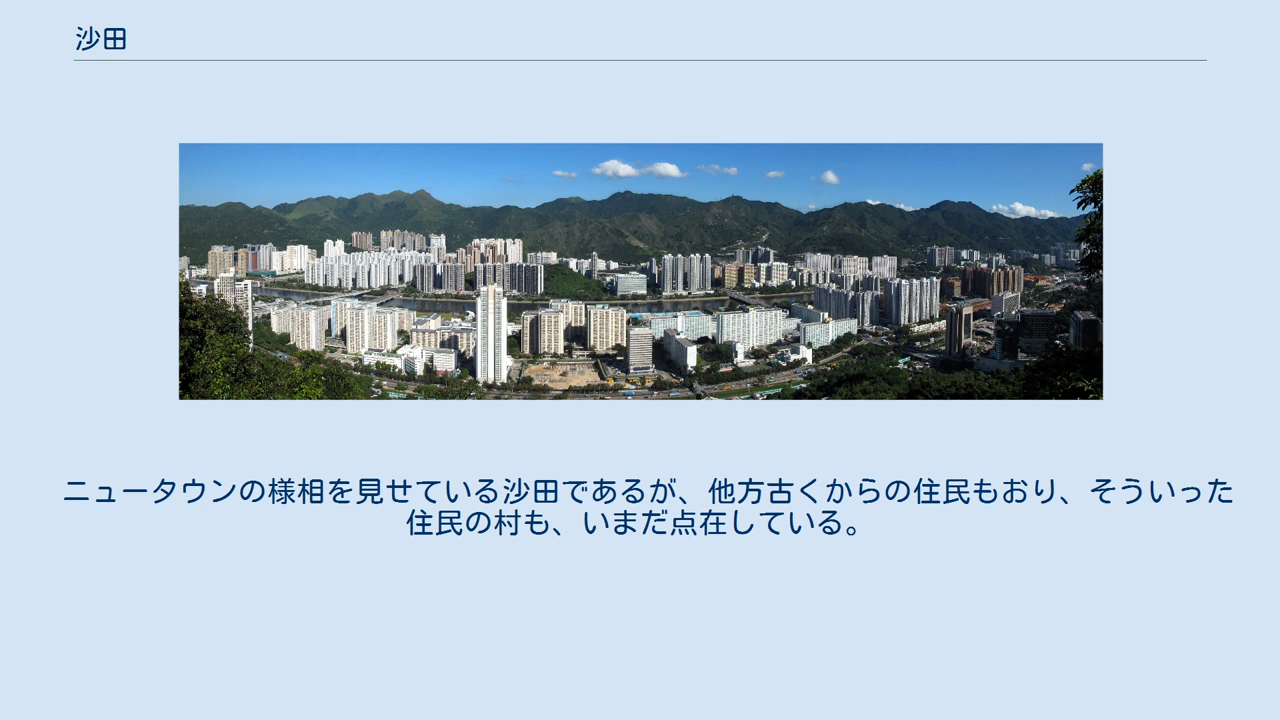 沙田
ニュータウンの様相を見せている沙田であるが、他方古くからの住民もおり、そういった
住民の村も、いまだ点在している。